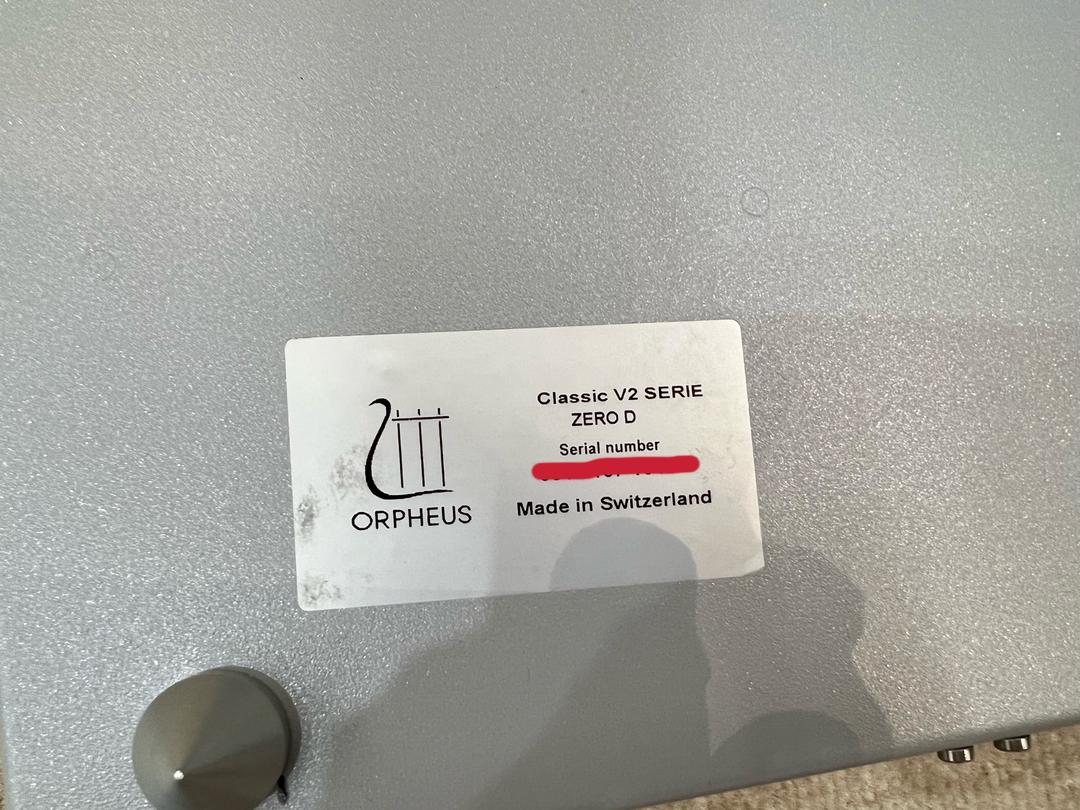 Classic V2 SERIE
ZERO D
Serial number
Made in Switzerland
ORPHEUS